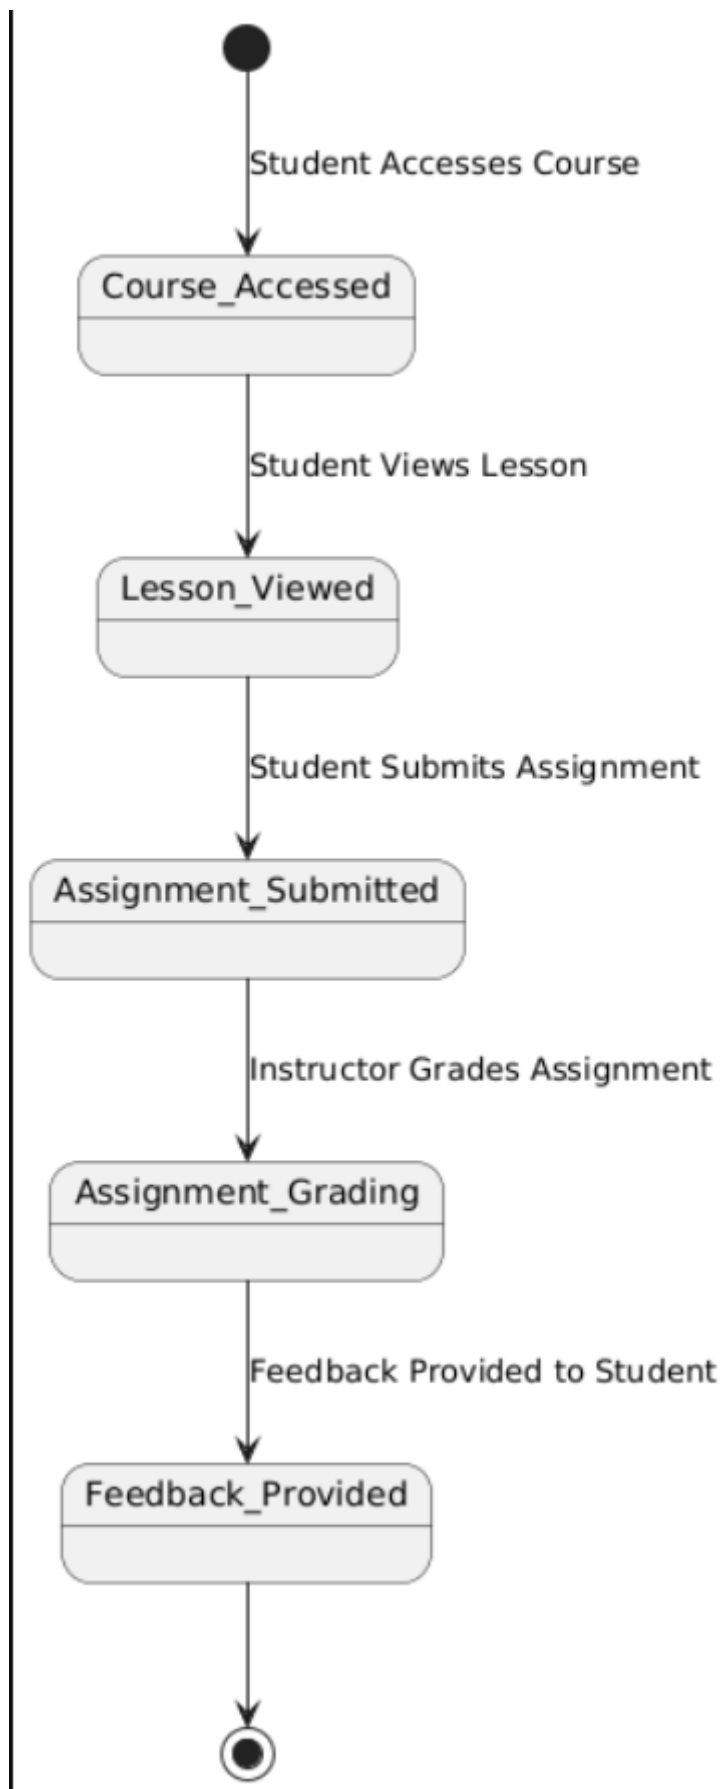 Student Accesses Course
Course_Accessed
Student Views Lesson
Lesson_Viewed
Student Submits Assignment
Assignment_Submitted
Instructor Grades Assignment
Assignment_Grading
Feedback Provided to Student
Feedback_Provided